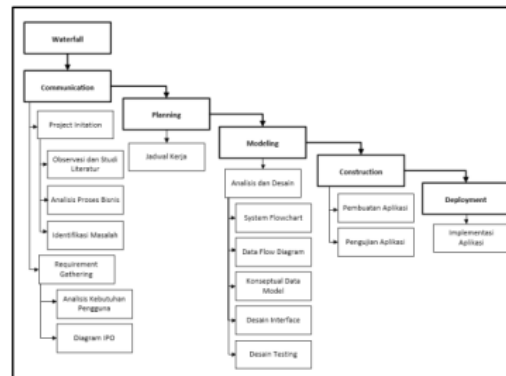 Waterfall
Communication
Project Initation
Observasi dan Studi
Literatur
Analisis Proses Bisnis
Identifikasi Masalah
Requirement
Gathering
Analisis Kebutuhan
Pengguna
Diagram IPO
Planning
Jadwal Kerja
Modeling
Analisis dan Desain
System Flowchart
Data Flow Diagram
Konseptual Data
Model
Desain Interface
Desain Testing
Construction
Pembuatan Aplikasi
Pengujian Aplikasi
Deployment
Implementasi
Aplikasi